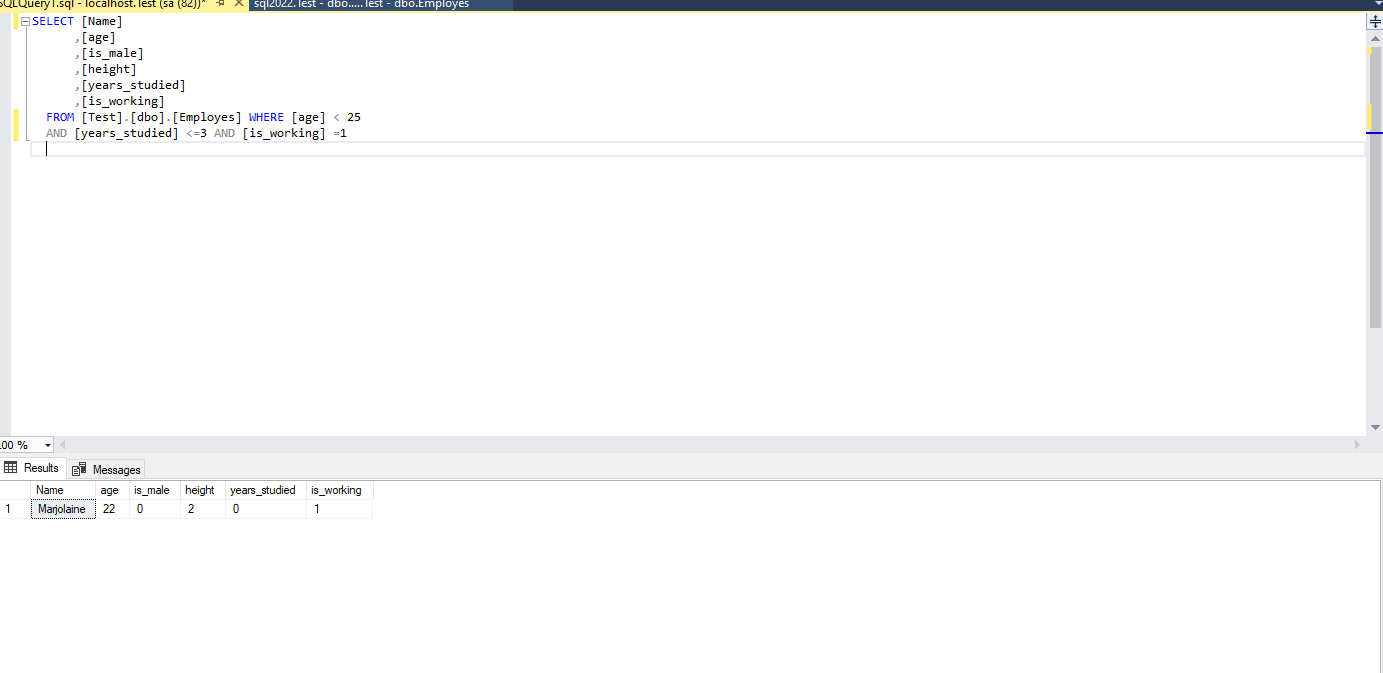 SQLQuery1.sql - localhost.Test (sa (82))* sql2022.Test - dbo.....Test - dbo.Employes
SELECT [Name]
,[age]
,[is_male]
,[height]
,[years_studied]
,[is_working]
FROM [Test].[dbo].[Employes] WHERE [age] < 25
AND [years_studied] <=3 AND [is_working] =1
00 %
Results Messages
Name age is_male height years_studied is_working
1 Marjolaine 22 0 2 0 1